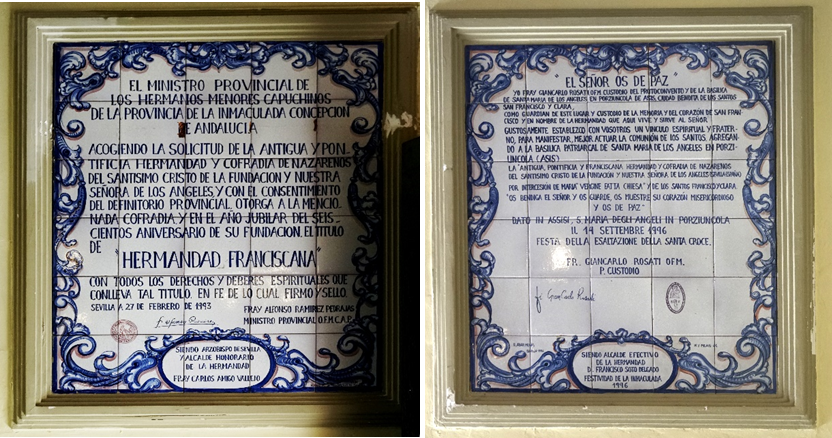 EL MINISTRO PROVINCIAL DE
LOS HERMANOS MENORES CAPUCHINOS
DE LA PROVINCIA DE LA INMACULADA CONCEPCION
DE ANDALUCIA
ACOGIENDO LA SOLICITUD DE LA ANTIGUA Y PON-
TIFICIA HERMANDAD Y COFRADIA DE NAZARENOS
DEL SANTISIMO CRISTO DE LA FUNDACION Y NUESTRA
SEÑORA DE LOS ANGELES Y CON EL CONSENTIMIENTO
DEL DEFINITORIO PROVINCIAL, OTORGA A LA MENCIO-
NADA COFRADIA Y EN EL AÑO JUBILAR DEL SEIS-
CIENTOS ANIVERSARIO DE SU FUNDACION, EL TITULO
DE
"HERMANDAD FRANCISCANA"
CON TODOS LOS DERECHOS Y DEBERES ESPIRITUALES QUE
CONLLEVA TAL TITULO. EN FE DE LO CUAL FIRMO Y SELLO.
SEVILLA A 27 DE FEBRERO DE 1993
FRAY ALFONSO RAMIREZ PEDRAJAS
MINISTRO PROVINCIAL O.F.M.CAP.
SIENDO ARZOBISPO DE SEVILLA
Y ALCALDE HONORARIO
DE LA HERMANDAD
FRAY CARLOS AMIGO VALLEJO
"EL SEÑOR OS DE PAZ"
YO FRAY GIANCARLO ROSATI OFM CUSTODIO DEL PROTOCONVENTO Y DE LA BASILICA
DE SANTA MARIA DE LOS ANGELES EN PORZIUNCOLA DE ASIS, CIUDAD BENDITA DE LOS SANTOS
SAN FRANCISCO Y CLARA,
COMO GUARDIAN DE ESTE LUGAR Y CUSTODIO DE LA MEMORIA Y DEL CORAZON DE SAN FRAN-
CISCO Y EN NOMBRE DE LA HERMANDAD QUE AQUI VIVE Y SIRVE AL SEÑOR
GUSTOSAMENTE ESTABLEZCO CON VOSOTROS UN VINCULO ESPIRITUAL Y FRATER-
NO, PARA MANIFESTAR, MEJOR ACTUAR LA COMUNION DE LOS SANTOS, AGREGAN-
DO A LA BASILICA PATRIARCAL DE SANTA MARIA DE LOS ANGELES EN PORZI-
UNCOLA (ASIS)
LA ANTIGUA, PONTIFICIA Y FRANCISCANA HERMANDAD Y COFRADIA DE NAZARENOS
DEL SANTISIMO CRISTO DE LA FUNDACION Y NUESTRA SEÑORA DE LOS ANGELES (SEVILLA-ESPAÑA)
POR INTERCESION DE MARIA "VERGINE FATTA CHIESA" Y DE LOS SANTOS FRANCISCO Y CLARA,
"OS BENDIGA EL SEÑOR Y OS GUARDE, OS MUESTRE SU CORAZON MISERICORDIOSO
Y OS DE PAZ"
DATO IN ASSISI, S. MARIA DEGLI ANGELI IN PORZIUNCOLA
IL 14 SETTEMBRE 1996
FESTA DELLA ESALTAZIONE DELLA SANTA CROCE.
FR. GIANCARLO ROSATI OFM.
P. CUSTODIO
SIENDO ALCALDE EFECTIVO
DE LA HERMANDAD
D. FRANCISCO SOTO DELGADO
FESTIVIDAD DE LA INMACULADA
1996